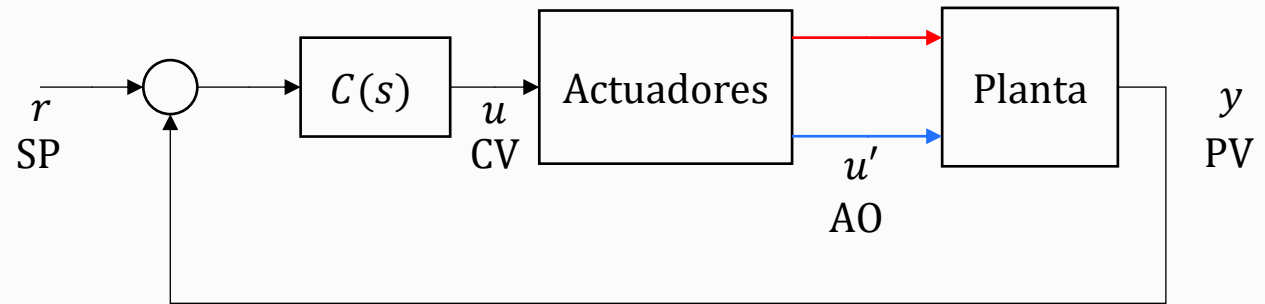 r
SP
C(s)
u
CV
Actuadores
u′
AO
Planta
y
PV